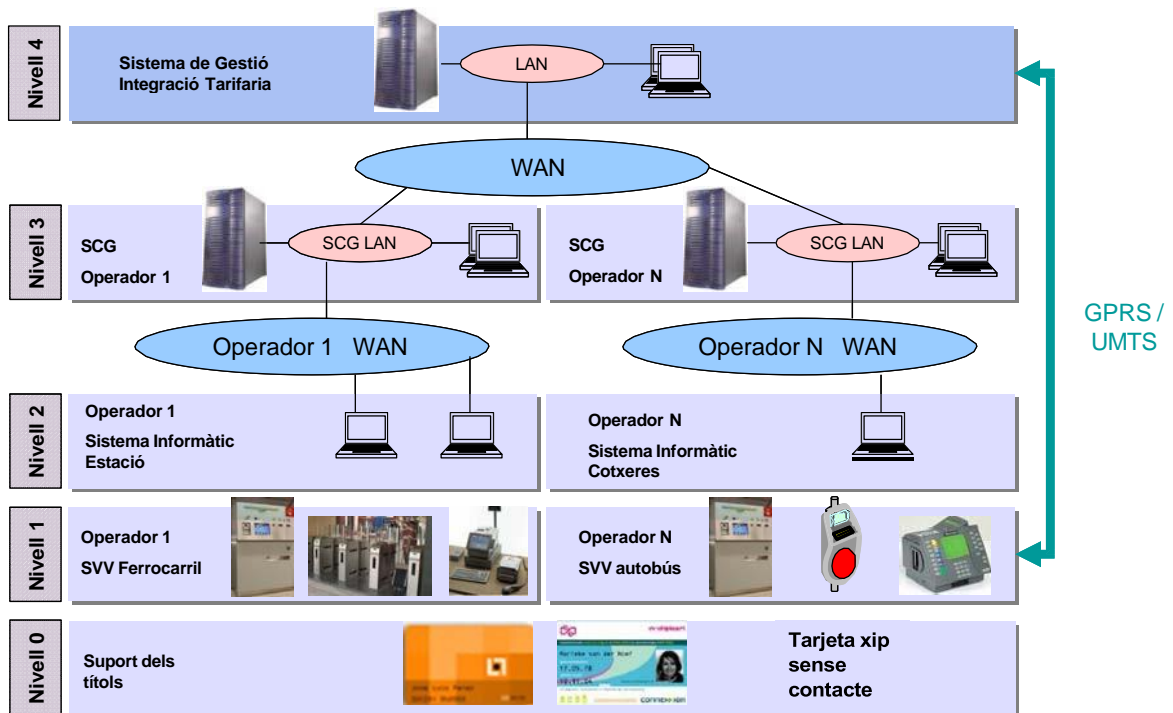 Nivell 4
Sistema de Gestió
Integració Tarifaria
LAN
WAN
Nivell 3
SCG
Operador 1
SCG LAN
SCG
Operador N
SCG LAN
GPRS /
UMTS
Operador 1 WAN
Operador N WAN
Nivell 2
Operador 1
Sistema Informàtic
Estació
Operador N
Sistema Informàtic
Cotxeres
Nivell 1
Operador 1
SVV Ferrocarril
Operador N
SVV autobús
Nivell 0
Suport dels
títols
Tarjeta xip
sense
contacte